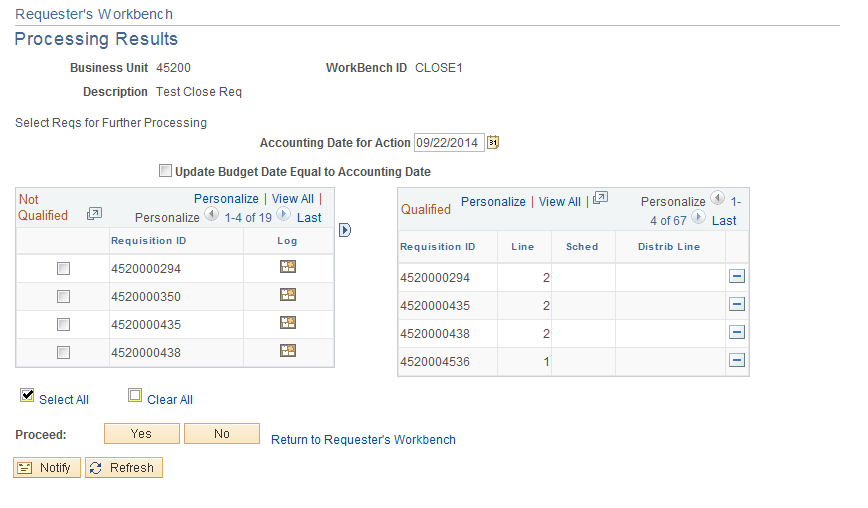 Requester's Workbench
Processing Results
Business Unit 45200 WorkBench ID CLOSE1
Description Test Close Req
Select Reqs for Further Processing
Accounting Date for Action 09/22/2014 31
Update Budget Date Equal to Accounting Date
Not Qualified Personalize | View All |
Personalize 1-4 of 19 Last
Requisition ID Log
4520000294
4520000350
4520000435
4520000438
Qualified Personalize | View All | Personalize 1-
4 of 67 Last
Requisition ID Line Sched Distrib Line
4520000294 2
4520000435 2
4520000438 2
4520004536 1
Select All Clear All
Proceed: Yes No Return to Requester's Workbench
Notify Refresh